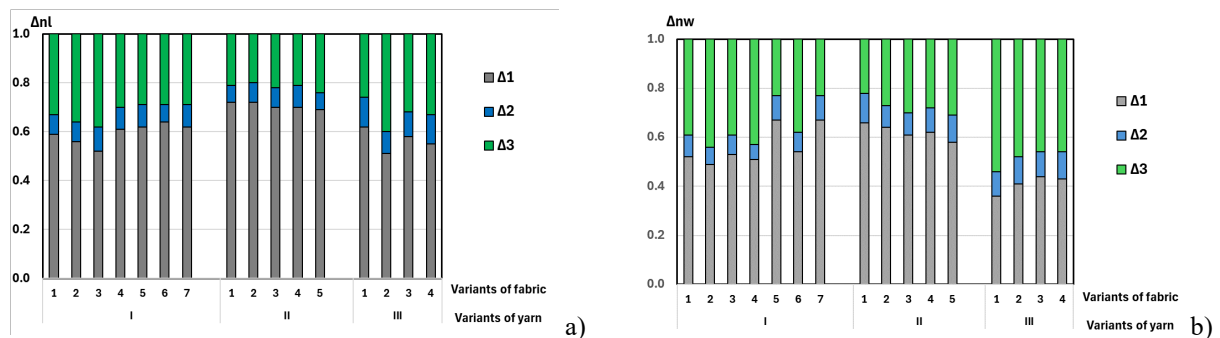 Δnl
1.0
0.8
0.6
0.4
0.2
0.0
Δ1
Δ2
Δ3
1 2 3 4 5 6 7 1 2 3 4 5 1 2 3 4
Variants of fabric
I II III
Variants of yarn
a)
Δnw
1.0
0.8
0.6
0.4
0.2
0.0
Δ1
Δ2
Δ3
1 2 3 4 5 6 7 1 2 3 4 5 1 2 3 4
Variants of fabric
I II III
Variants of yarn
b)